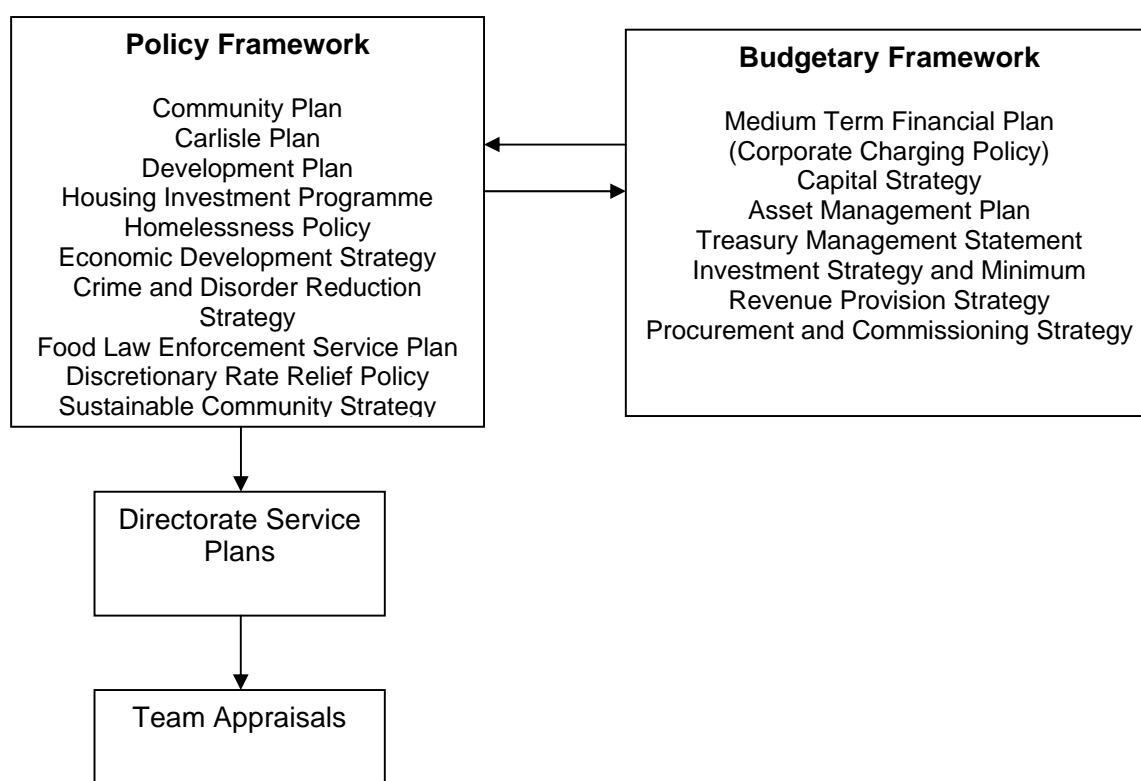 Policy Framework
Community Plan
Carlisle Plan
Development Plan
Housing Investment Programme
Homelessness Policy
Economic Development Strategy
Crime and Disorder Reduction
Strategy
Food Law Enforcement Service Plan
Discretionary Rate Relief Policy
Sustainable Community Strategy
Budgetary Framework
Medium Term Financial Plan
(Corporate Charging Policy)
Capital Strategy
Asset Management Plan
Treasury Management Statement
Investment Strategy and Minimum
Revenue Provision Strategy
Procurement and Commissioning Strategy
Directorate Service
Plans
Team Appraisals